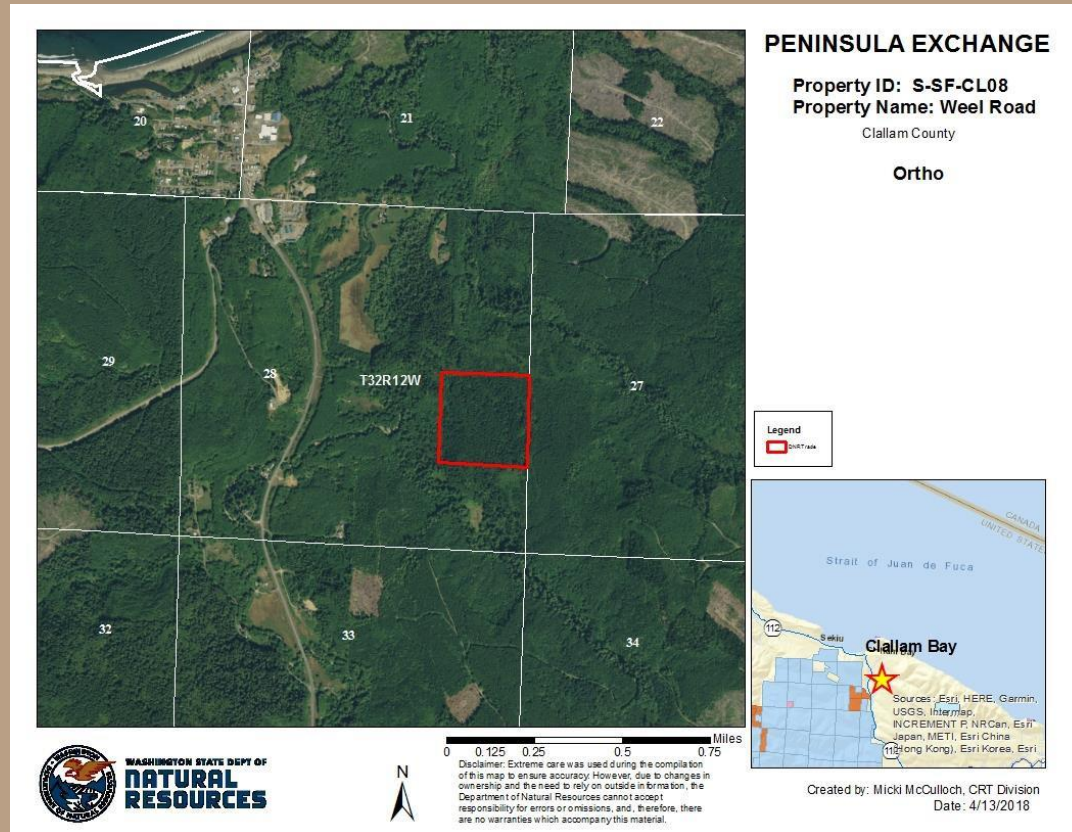 PENINSULA EXCHANGE
Property ID: S-SF-CL08
Property Name: Weel Road
Clallam County
Ortho
20
21
22
29
28
T32R12W
27
32
33
34
Legend
DNRTrade
CANADA
UNITED STATES
Strait of Juan de Fuca
112
Sekiu
Clallam Bay
Sources: Esri, HERE, Garmin,
USGS, Intermap,
INCREMENT P, NRCan, Esri
Japan, METI, Esri China
(Hong Kong), Esri Korea, Esri
WASHINGTON STATE DEPT OF
NATURAL
RESOURCES
N
0 0.125 0.25 0.5 0.75 Miles
Disclaimer: Extreme care was used during the compilation
of this map to ensure accuracy. However, due to changes in
ownership and the need to rely on outside information, the
Department of Natural Resources cannot accept
responsibility for errors or omissions, and, therefore, there
are no warranties which accompany this material.
Created by: Micki McCulloch, CRT Division
Date: 4/13/2018